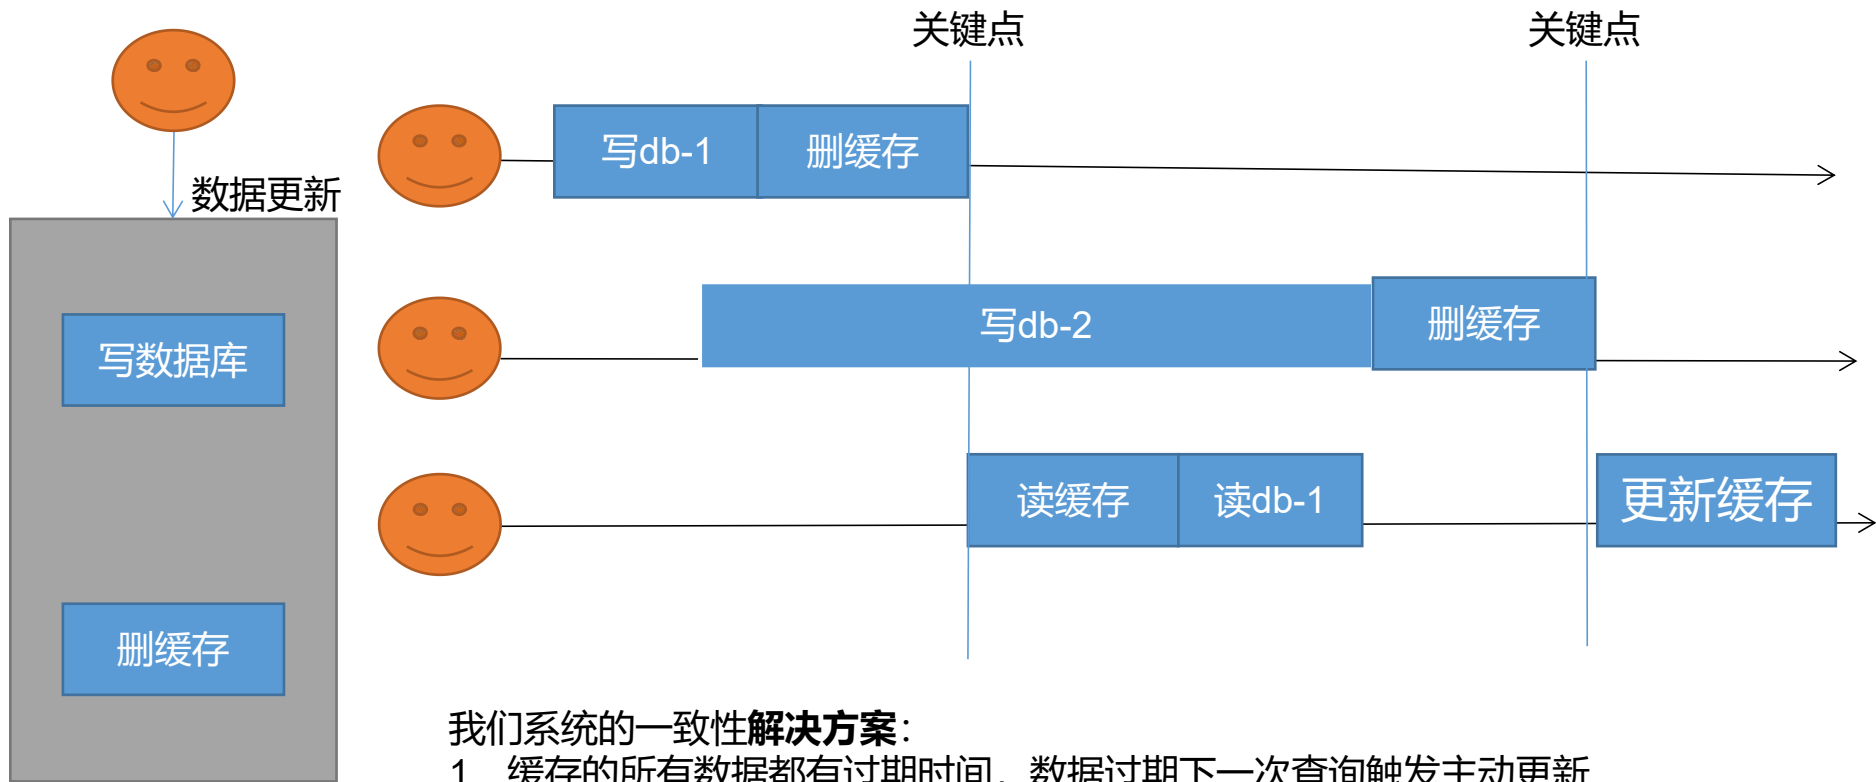 关键点
关键点
数据更新
写数据库
删缓存
写db-1
删缓存
写db-2
删缓存
读缓存
读db-1
更新缓存
我们系统的一致性解决方案：
1、缓存的所有数据都有过期时间，数据过期下一次查询触发主动更新